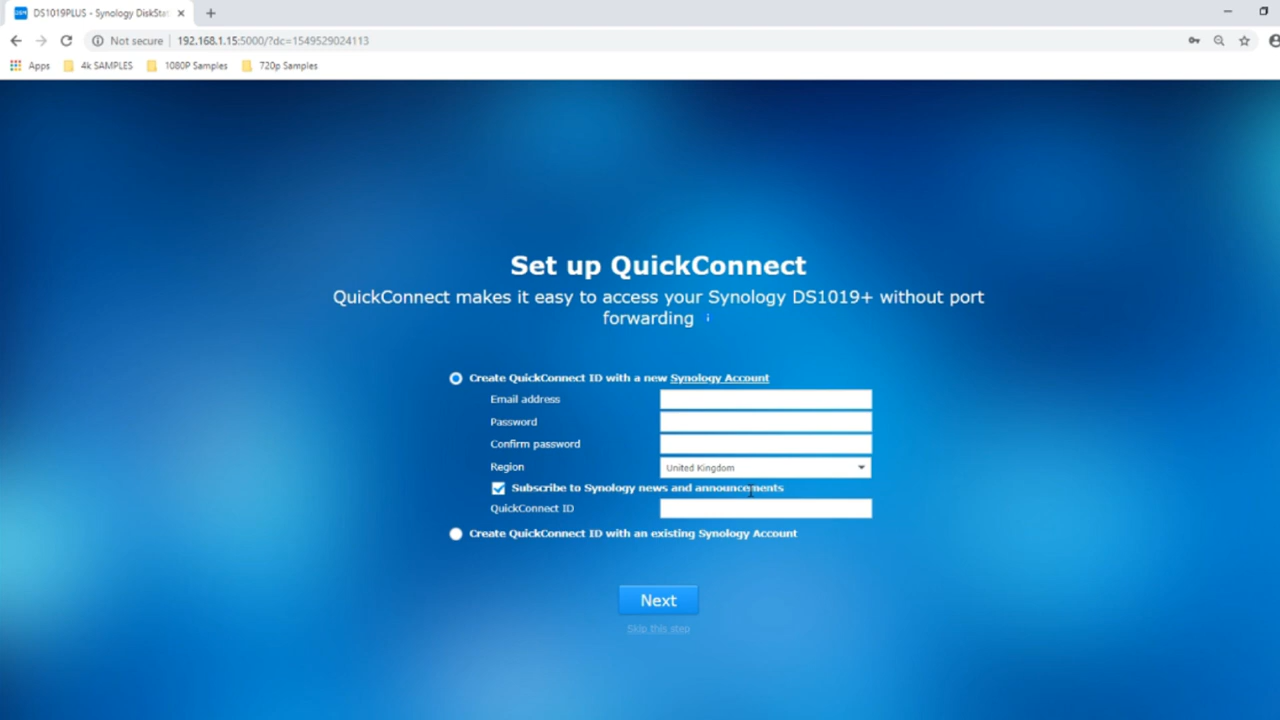 DS1019PLUS - Synology DiskStat
Not secure
192.168.1.15:5000/?dc=1549529024113
Apps
4k SAMPLES
1080P Samples
720p Samples
Set up QuickConnect
QuickConnect makes it easy to access your Synology DS1019+ without port
forwarding i
Create QuickConnect ID with a new Synology Account
Email address
Password
Confirm password
Region United Kingdom
Subscribe to Synology news and announcements
QuickConnect ID
Create QuickConnect ID with an existing Synology Account
Next
Skip this step